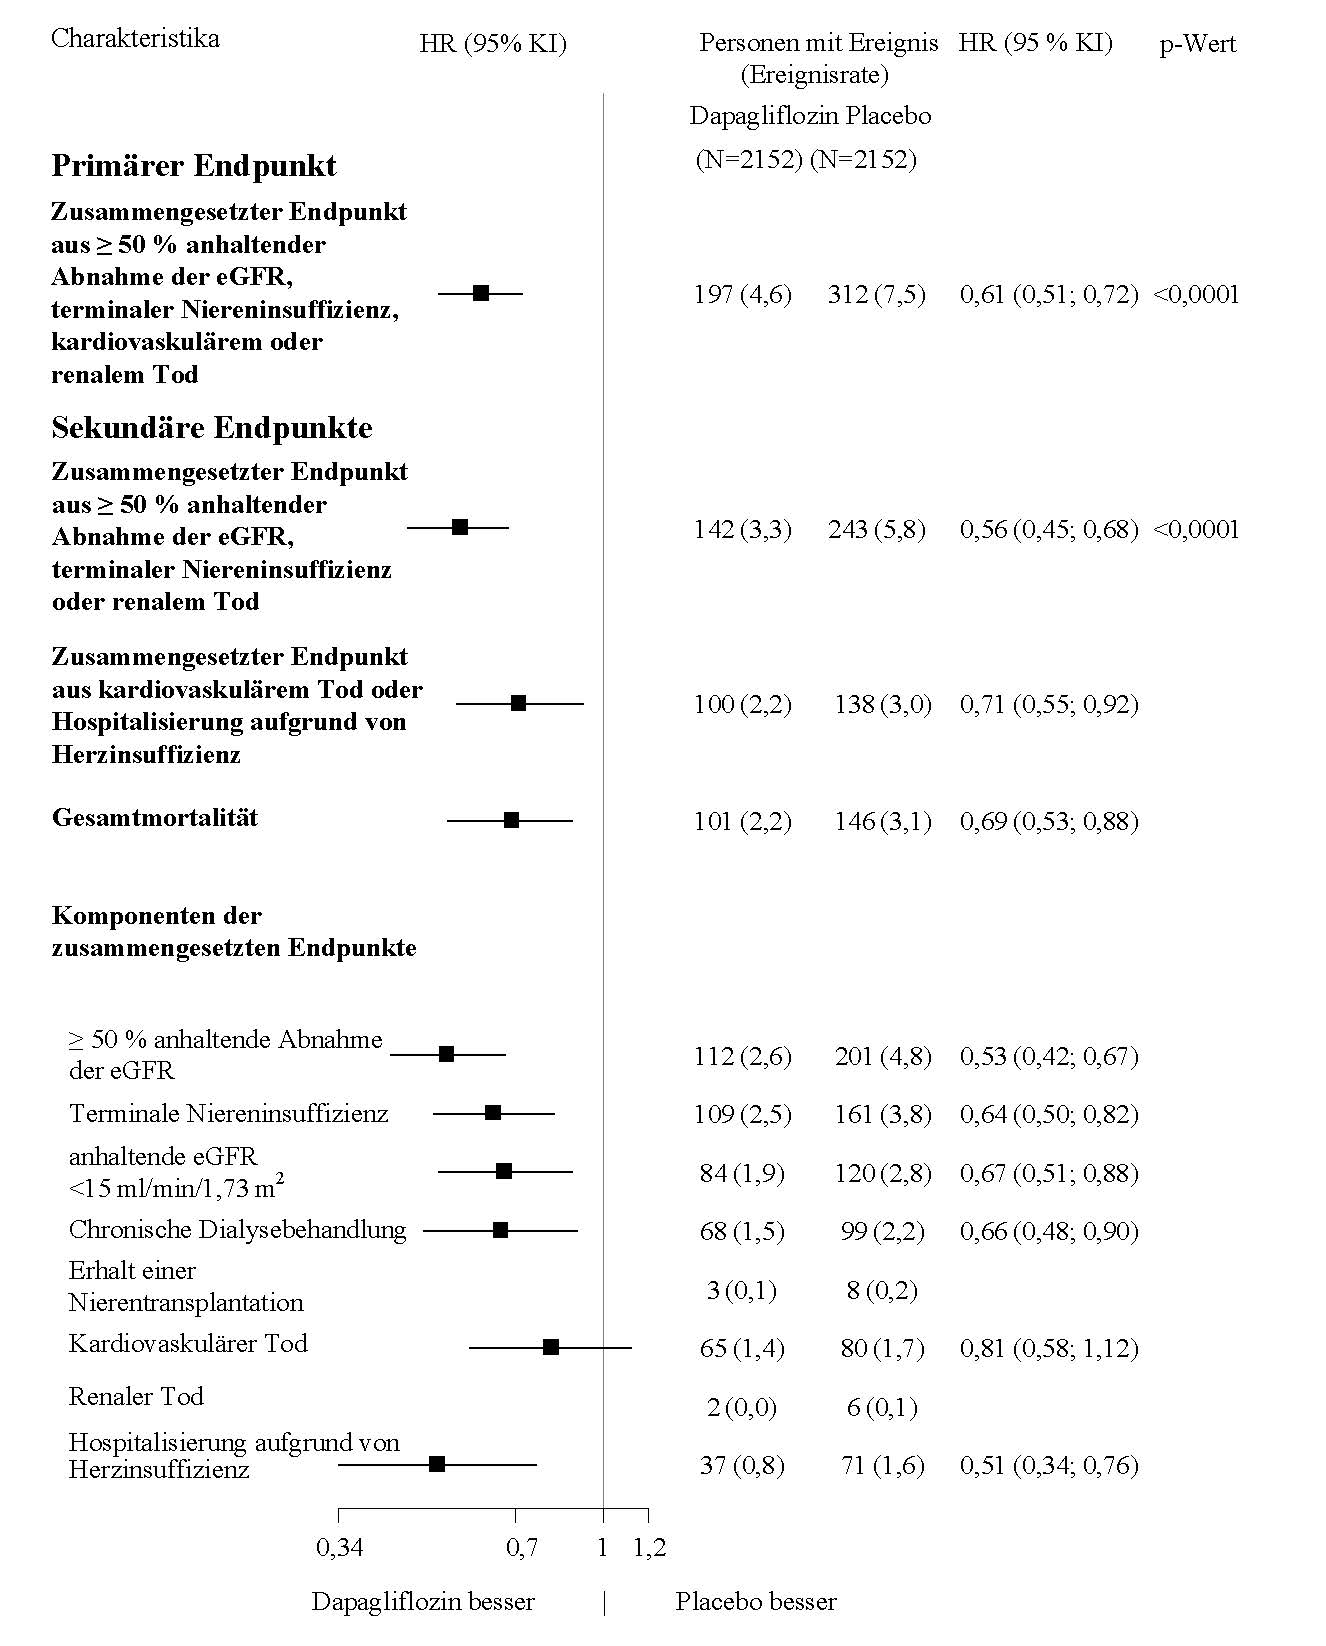 Charakteristika HR (95% KI) Personen mit Ereignis HR (95 % KI) p-Wert
(Ereignisrate)
Dapagliflozin Placebo
Primärer Endpunkt (N=2152) (N=2152)
Zusammengesetzter Endpunkt
aus ≥ 50 % anhaltender
Abnahme der eGFR,
terminaler Niereninsuffizienz, 197 (4,6) 312 (7,5) 0,61 (0,51; 0,72) <0,0001
kardiovaskulärem oder
renalem Tod
Sekundäre Endpunkte
Zusammengesetzter Endpunkt
aus ≥ 50 % anhaltender
Abnahme der eGFR, 142 (3,3) 243 (5,8) 0,56 (0,45; 0,68) <0,0001
terminaler Niereninsuffizienz
oder renalem Tod
Zusammengesetzter Endpunkt
aus kardiovaskulärem Tod oder
Hospitalisierung aufgrund von 100 (2,2) 138 (3,0) 0,71 (0,55; 0,92)
Herzinsuffizienz
Gesamtmortalität 101 (2,2) 146 (3,1) 0,69 (0,53; 0,88)
Komponenten der
zusammengesetzten Endpunkte
≥ 50 % anhaltende Abnahme
der eGFR 112 (2,6) 201 (4,8) 0,53 (0,42; 0,67)
Terminale Niereninsuffizienz 109 (2,5) 161 (3,8) 0,64 (0,50; 0,82)
anhaltende eGFR
<15 ml/min/1,73 m² 84 (1,9) 120 (2,8) 0,67 (0,51; 0,88)
Chronische Dialysebehandlung 68 (1,5) 99 (2,2) 0,66 (0,48; 0,90)
Erhalt einer
Nierentransplantation 3 (0,1) 8 (0,2)
Kardiovaskulärer Tod 65 (1,4) 80 (1,7) 0,81 (0,58; 1,12)
Renaler Tod 2 (0,0) 6 (0,1)
Hospitalisierung aufgrund von
Herzinsuffizienz 37 (0,8) 71 (1,6) 0,51 (0,34; 0,76)
0,34 0,7 1 1,2
Dapagliflozin besser | Placebo besser